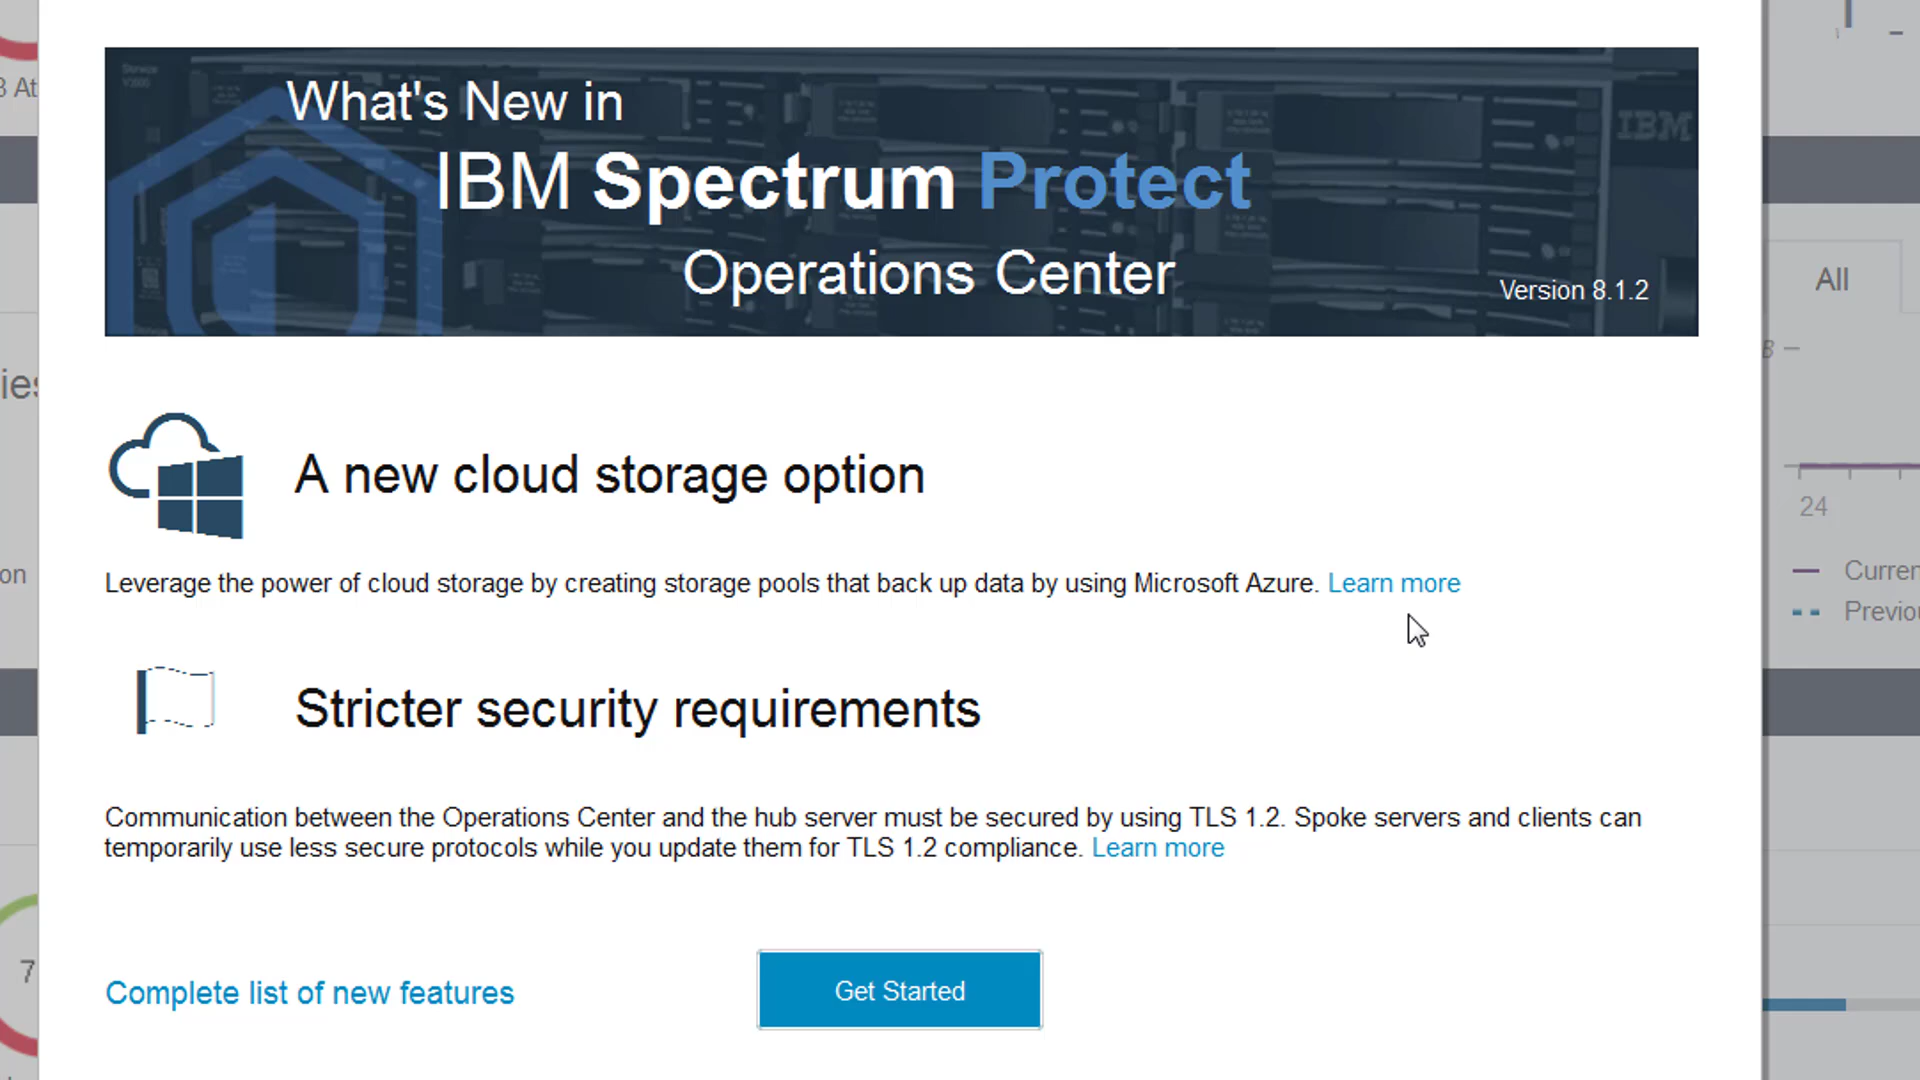 What's New in
IBM Spectrum Protect
Operations Center
Version 8.1.2
IBM
3 At
All
A new cloud storage option
24
on
Curren
Leverage the power of cloud storage by creating storage pools that back up data by using Microsoft Azure. Learn more
Previo
Stricter security requirements
Communication between the Operations Center and the hub server must be secured by using TLS 1.2. Spoke servers and clients can
temporarily use less secure protocols while you update them for TLS 1.2 compliance. Learn more
7
Complete list of new features
Get Started